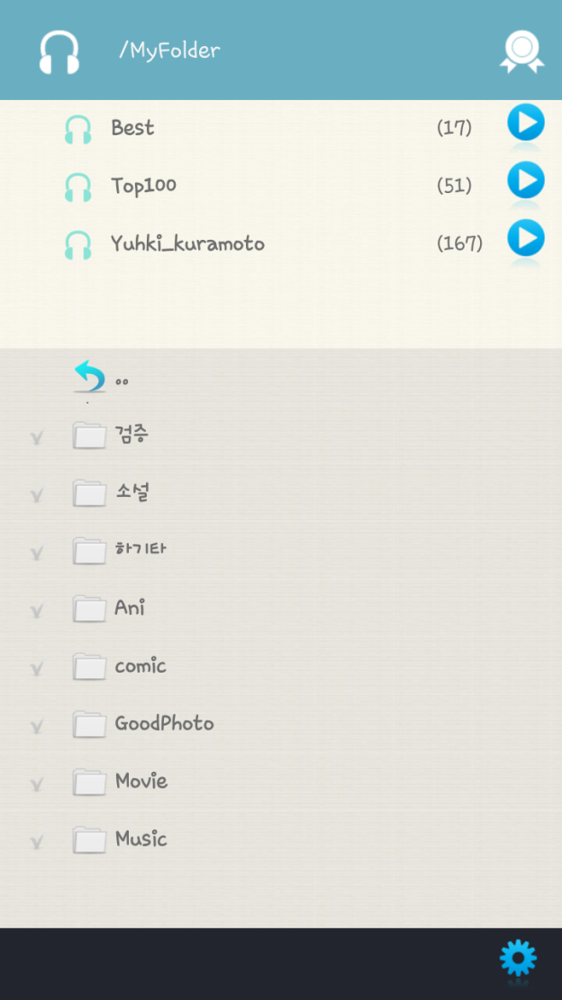 /MyFolder
Best (17)
Top100 (51)
Yuhki_kuramoto (167)
..
검증
소설
하기타
Ani
comic
GoodPhoto
Movie
Music